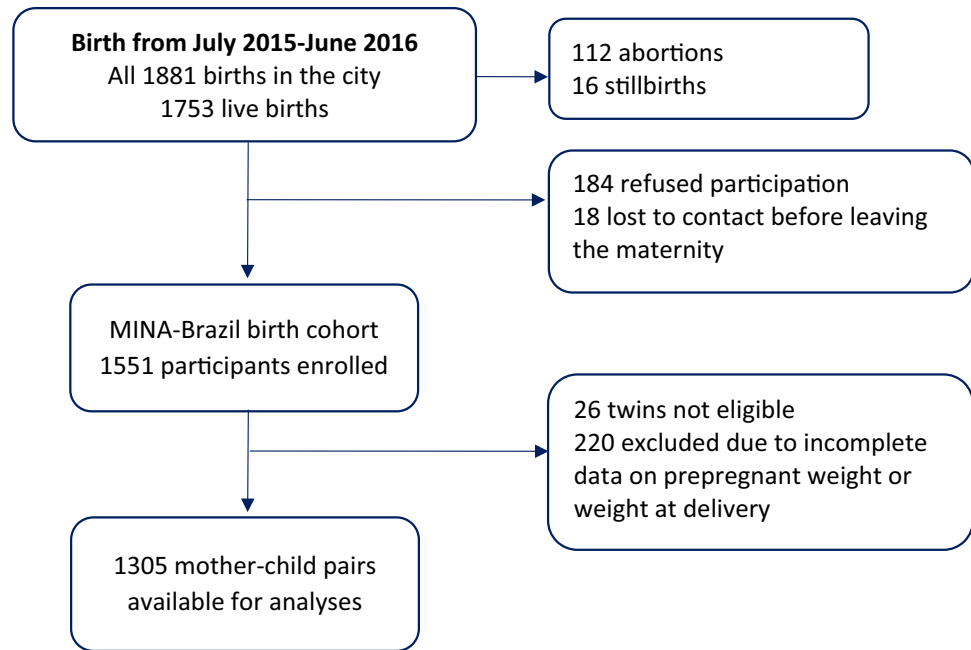 Birth from July 2015-June 2016
All 1881 births in the city
1753 live births
112 abortions
16 stillbirths
184 refused participation
18 lost to contact before leaving
the maternity
MINA-Brazil birth cohort
1551 participants enrolled
26 twins not eligible
220 excluded due to incomplete
data on prepregnant weight or
weight at delivery
1305 mother-child pairs
available for analyses